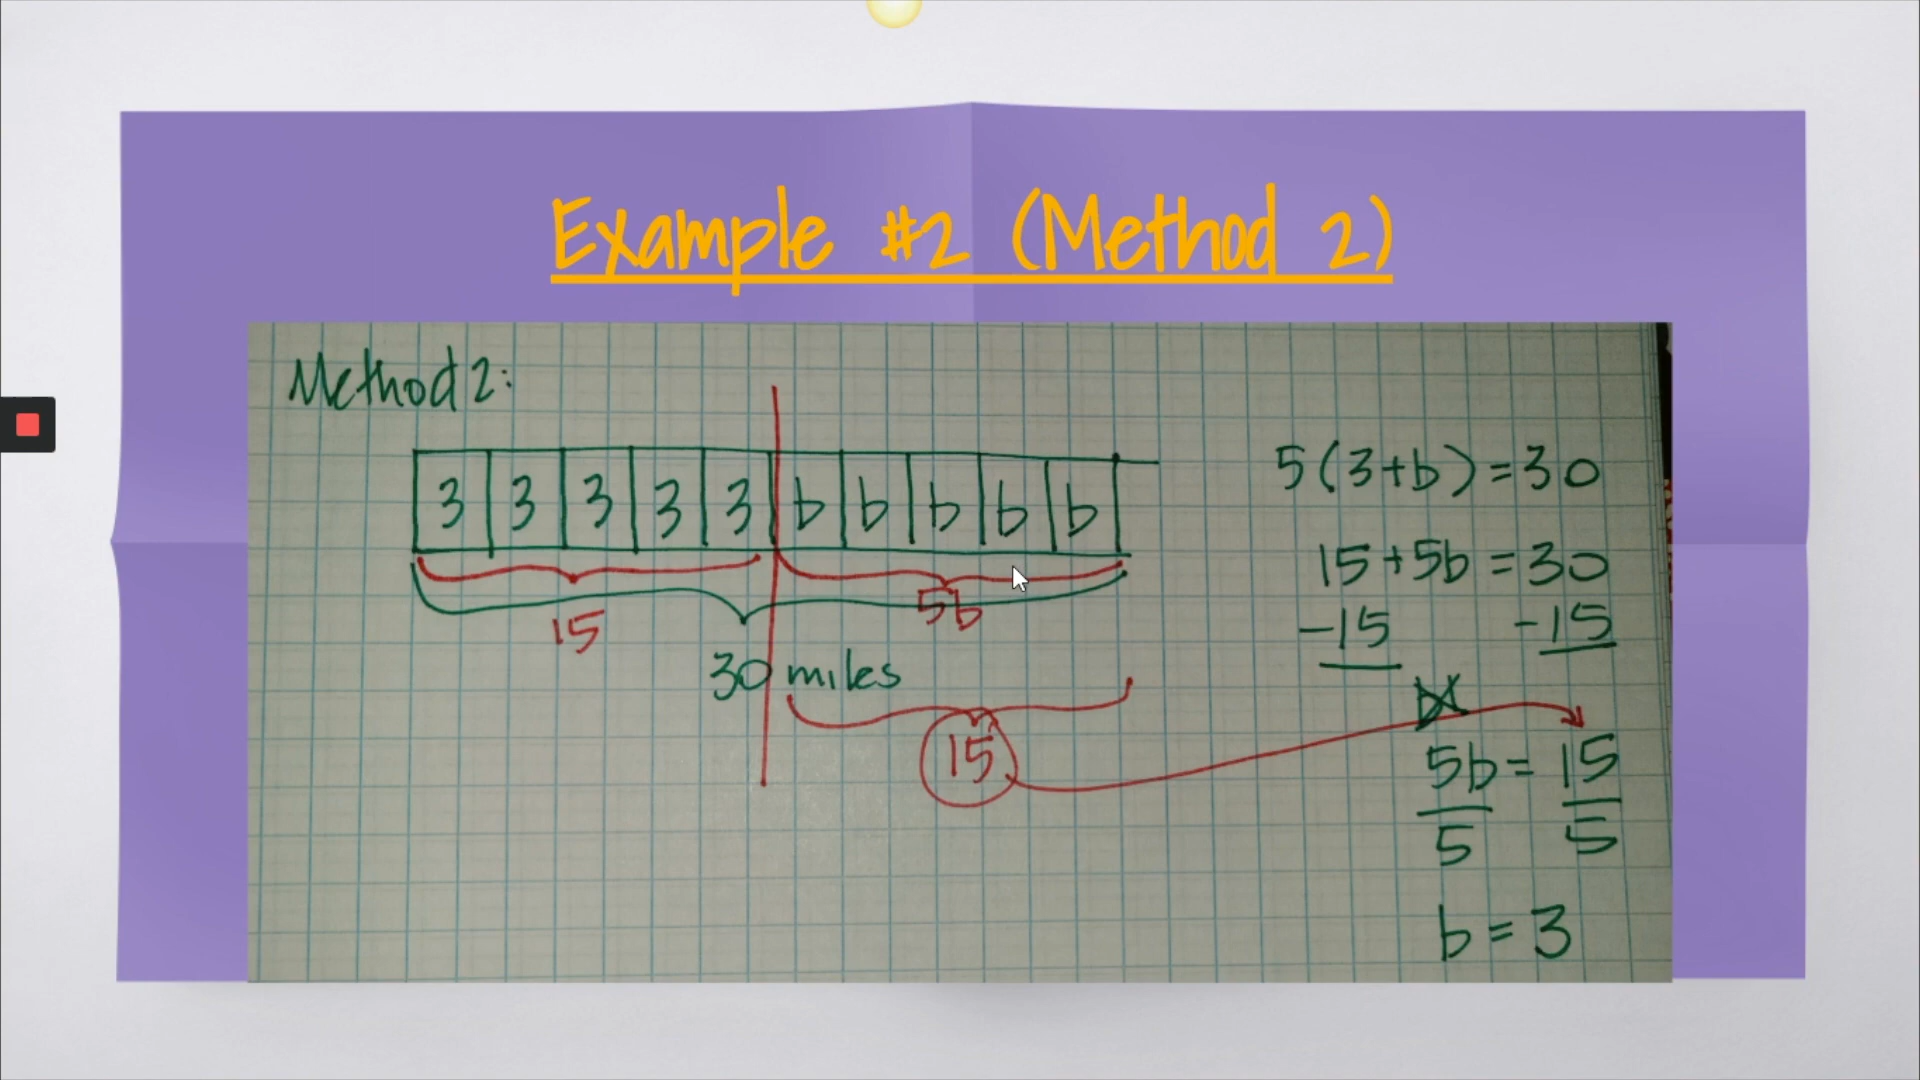 Example #2 (Method 2)
Method 2:
3 3 3 3 3 b b b b b
15
5b
30 miles
15
5(3+b)=30
15+5b=30
-15 -15
5b=15
5 5
b=3